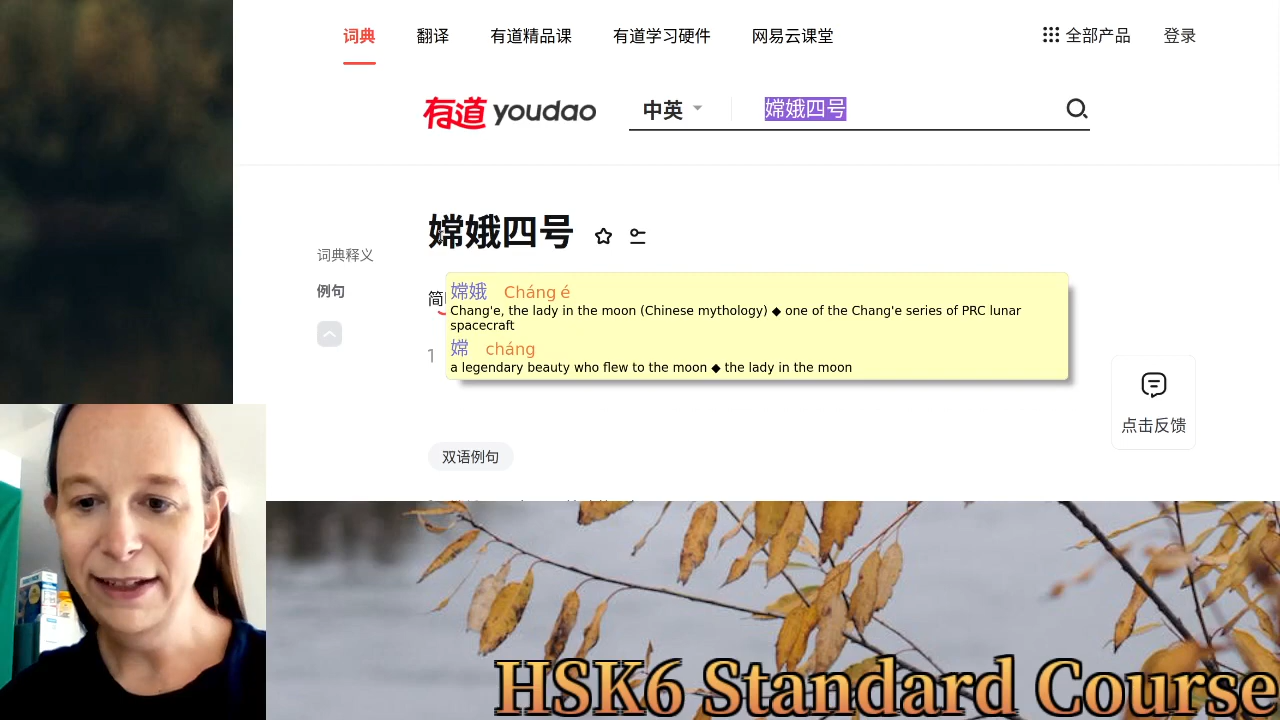 词典 翻译 有道精品课 有道学习硬件 网易云课堂 全部产品 登录
有道 youdao 中英 嫦娥四号
嫦娥四号
词典释义
例句
简
嫦娥 Cháng é
Chang'e, the lady in the moon (Chinese mythology) ◆ one of the Chang'e series of PRC lunar
spacecraft
嫦 cháng
a legendary beauty who flew to the moon ◆ the lady in the moon
1
点击反馈
双语例句
HSK6 Standard Course